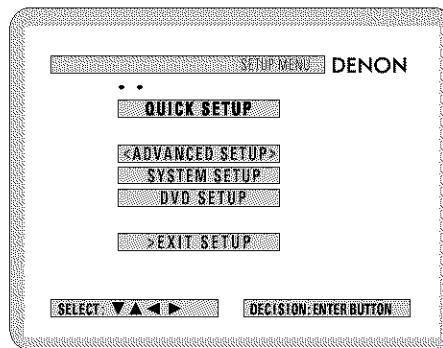 SETUP MENU DENON
QUICK SETUP
<ADVANCED SETUP>
SYSTEM SETUP
DVD SETUP
>EXIT SETUP
SELECT: ▼ ▲ ◄ ► DECISION: ENTER BUTTON